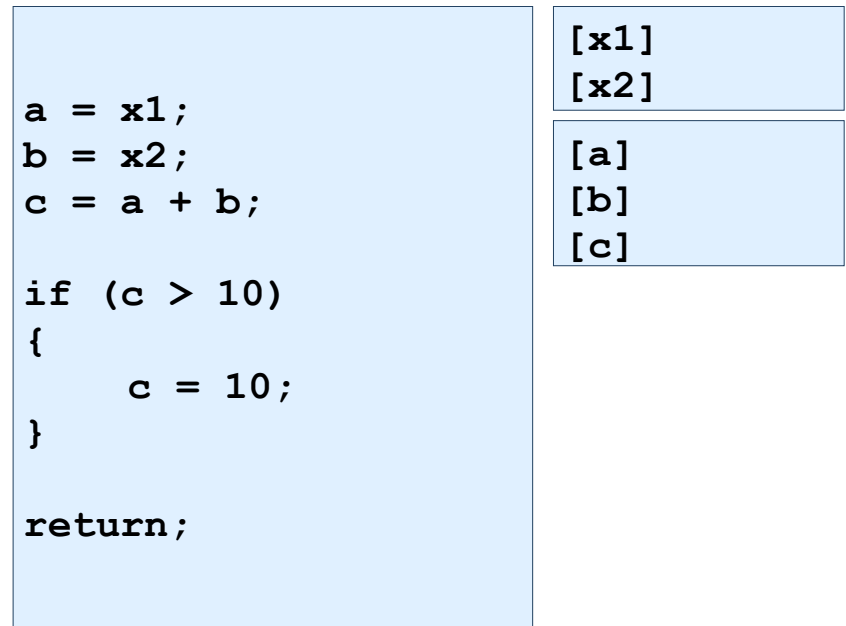 a = x1;
b = x2;
c = a + b;
if (c > 10)
{
c = 10;
}
return;
[x1]
[x2]
[a]
[b]
[c]